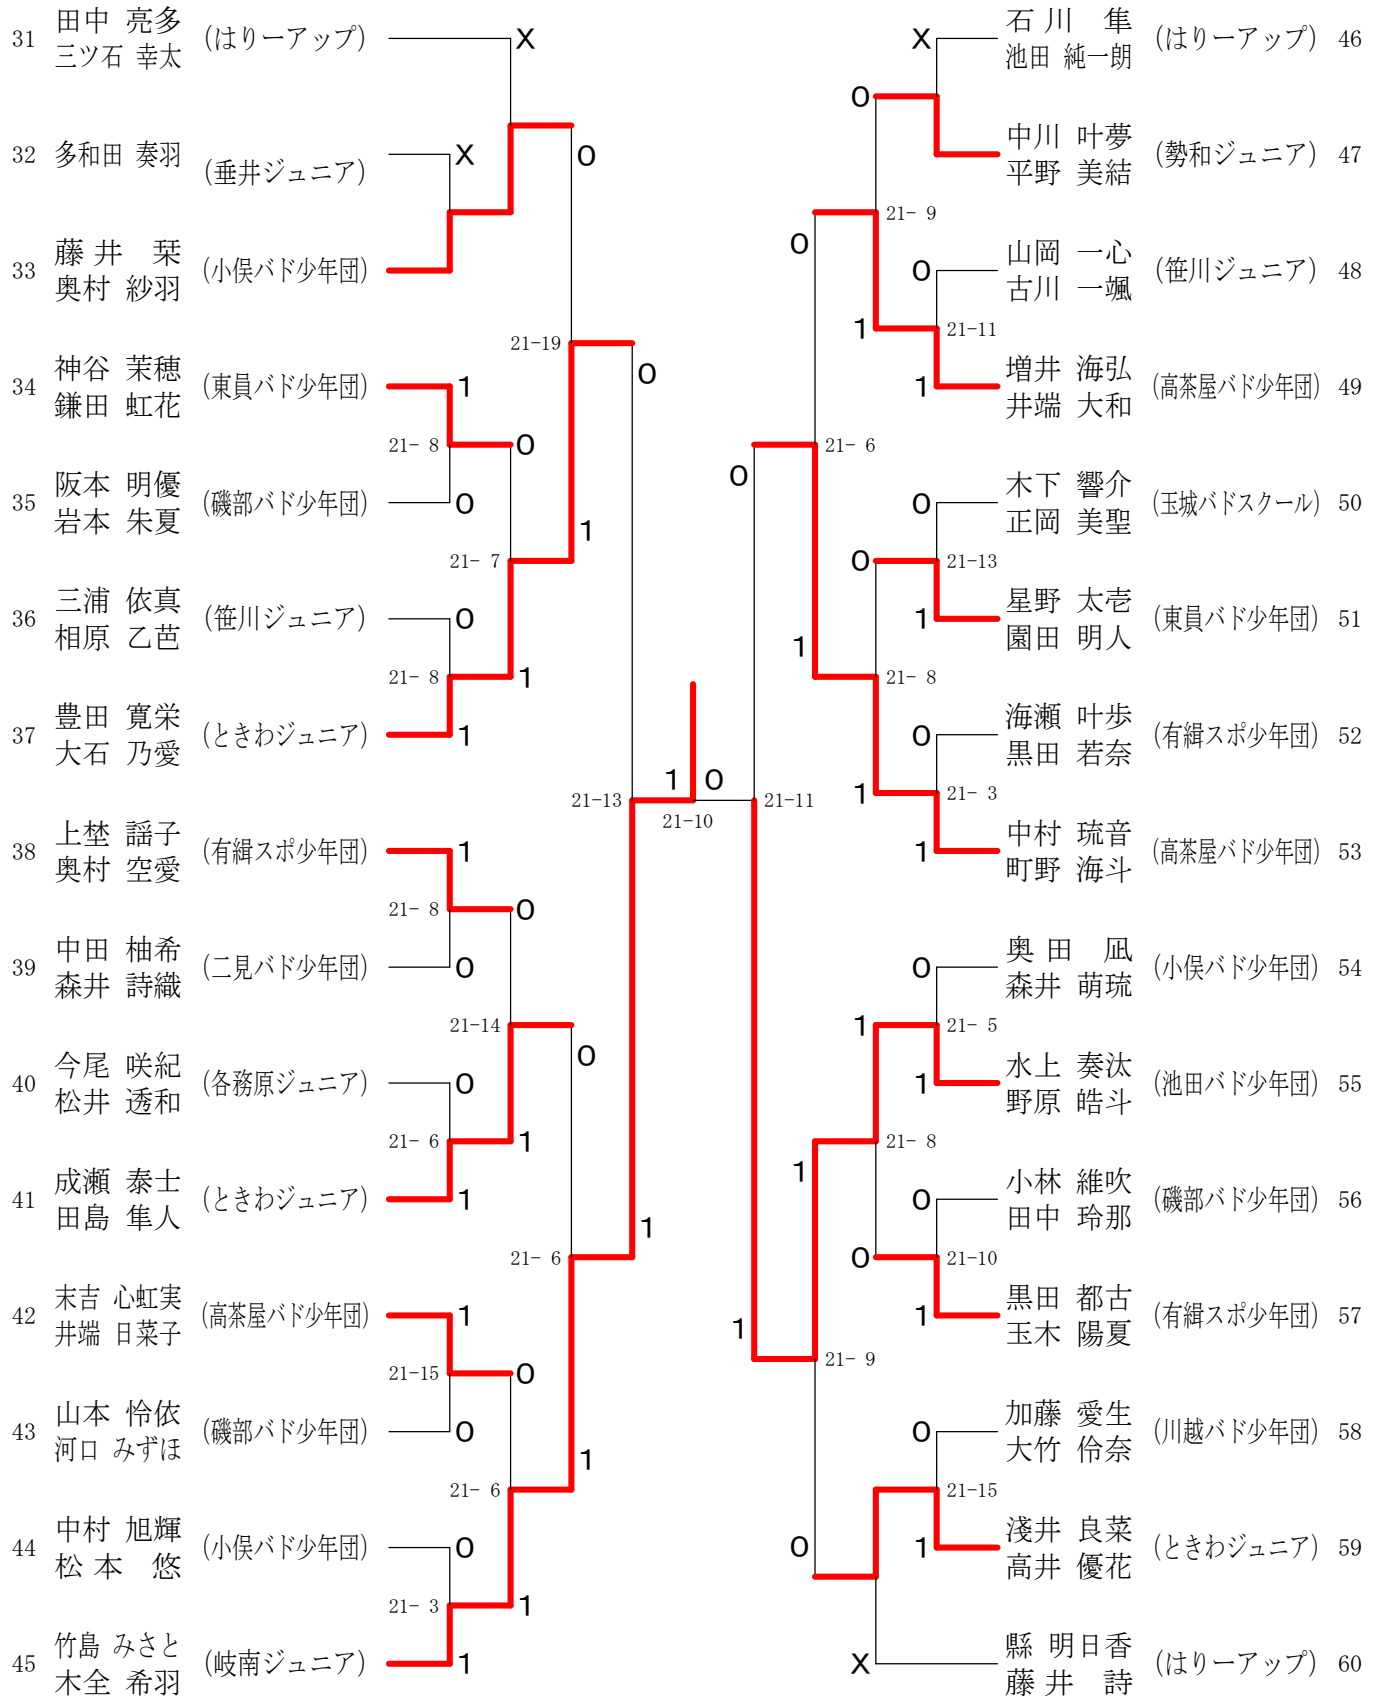 31 田中 亮多 (はりーアップ) X
三ツ石 幸太
32 多和田 奏羽 (垂井ジュニア) X
0
33 藤井 栞 (小俣バド少年団)
奥村 紗羽
21-19
0
34 神谷 茉穂 (東員バド少年団) 1
鎌田 虹花
21- 8
0
35 阪本 明優 (磯部バド少年団) 0
岩本 朱夏
1
21- 7
36 三浦 依真 (笹川ジュニア) 0
相原 乙芭
21- 8
1
37 豊田 寛栄 (ときわジュニア) 1
大石 乃愛
1 0
21-13
21-10
38 上埜 謡子 (有緝スポ少年団) 1
奥村 空愛
21- 8
0
39 中田 柚希 (二見バド少年団) 0
森井 詩織
21-14
0
40 今尾 咲紀 (各務原ジュニア) 0
松井 透和
21- 6
1
41 成瀬 泰士 (ときわジュニア) 1
田島 隼人
1
21- 6
42 末吉 心虹実 (高茶屋バド少年団) 1
井端 日菜子
21-15
0
43 山本 怜依 (磯部バド少年団) 0
河口 みずほ
1
21- 6
44 中村 旭輝 (小俣バド少年団) 0
松本 悠
21- 3
1
45 竹島 みさと (岐南ジュニア) 1
木全 希羽
X 石川 隼 (はりーアップ) 46
池田 純一朗
0
中川 叶夢 (勢和ジュニア) 47
平野 美結
21- 9
0
0 山岡 一心 (笹川ジュニア) 48
古川 一颯
1
21-11
1 増井 海弘 (高茶屋バド少年団) 49
井端 大和
21- 6
0
0 木下 響介 (玉城バドスクール) 50
正岡 美聖
0
21-13
1 星野 太壱 (東員バド少年団) 51
園田 明人
1
21- 8
0 海瀬 叶歩 (有緝スポ少年団) 52
黒田 若奈
1
21- 3
21-11
1 中村 琉音 (高茶屋バド少年団) 53
町野 海斗
0 奥田 凪 (小俣バド少年団) 54
森井 萌琉
1
21- 5
1 水上 奏汰 (池田バド少年団) 55
野原 皓斗
21- 8
1
0 小林 維吹 (磯部バド少年団) 56
田中 玲那
0
21-10
1 黒田 都古 (有緝スポ少年団) 57
玉木 陽夏
1
21- 9
0 加藤 愛生 (川越バド少年団) 58
大竹 伶奈
21-15
0
1 淺井 良菜 (ときわジュニア) 59
高井 優花
X 縣 明日香 (はりーアップ) 60
藤井 詩